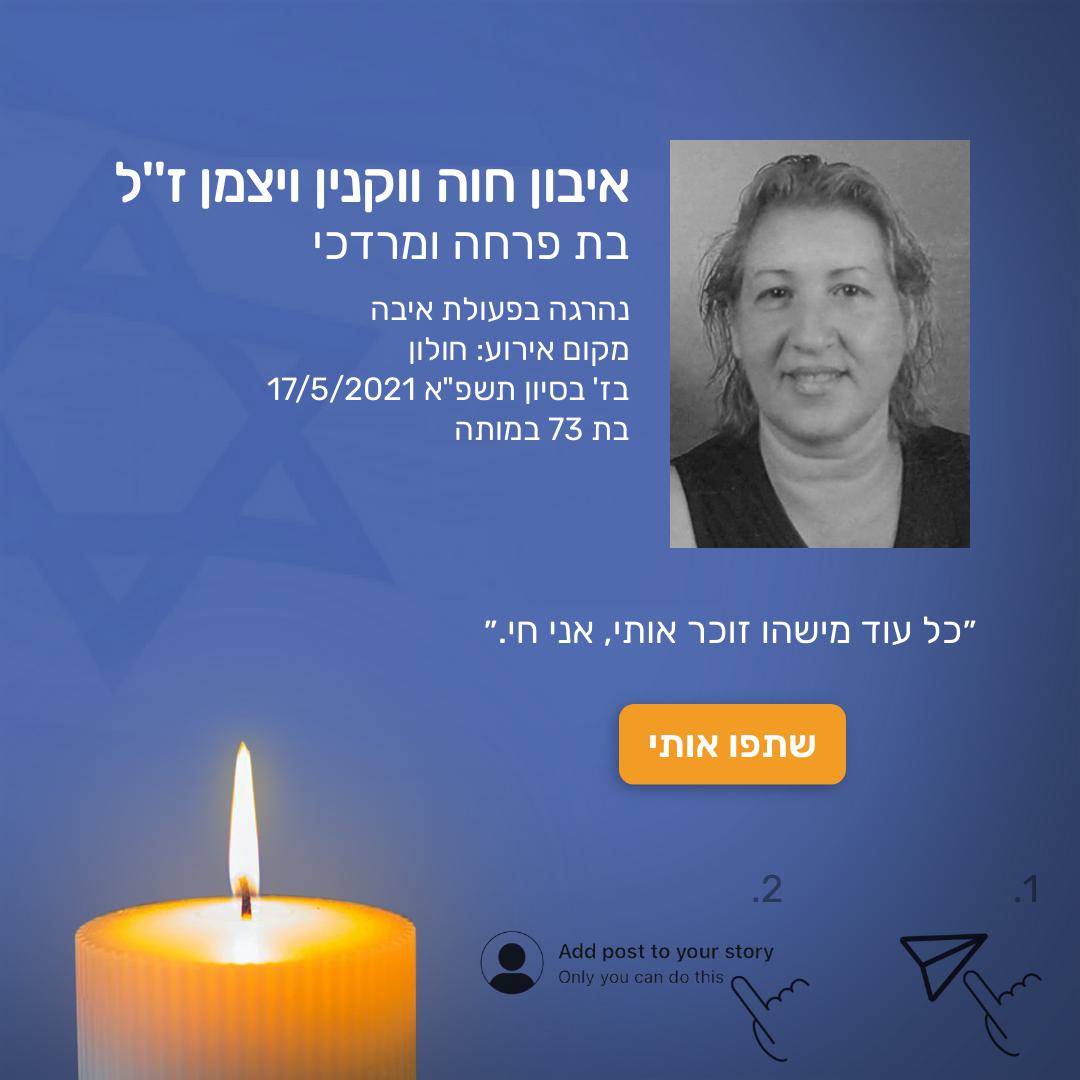 איבון חוה ווקנין ויצמן ז"ל
בת פרחה ומרדכי
נהרגה בפעולת איבה
מקום אירוע: חולון
בז' בסיון תשפ"א 17/5/2021
בת 73 במותה
״כל עוד מישהו זוכר אותי, אני חי.״
שתפו אותי
1.
2.
Add post to your story
Only you can do this